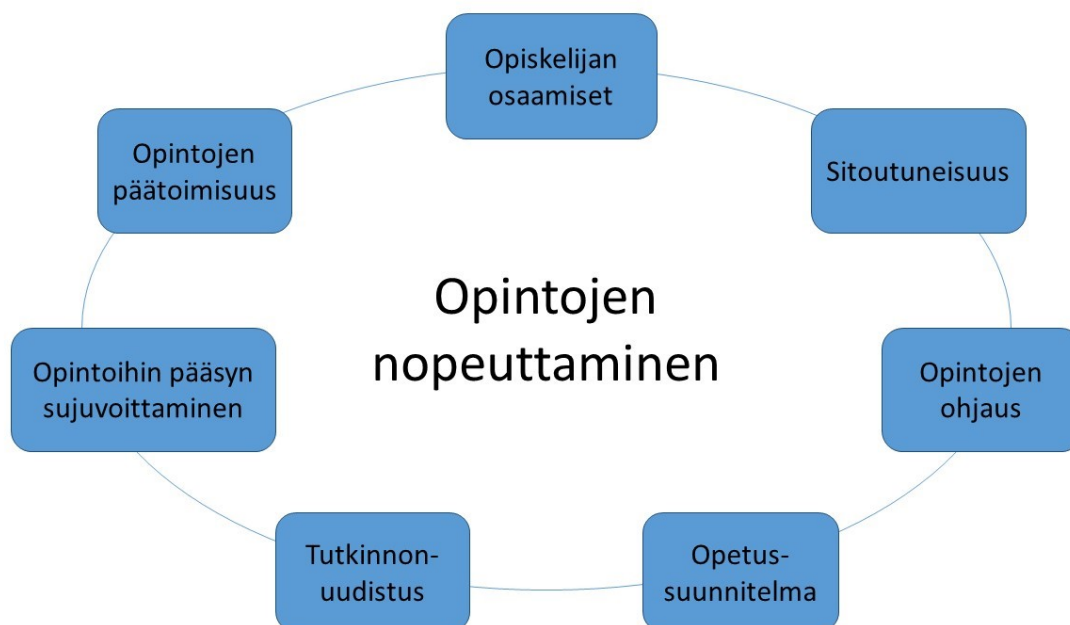 Opiskelijan
osaamiset
Sitoutuneisuus
Opintojen
ohjaus
Opetus-
suunnitelma
Tutkinnon-
uudistus
Opintoihin pääsyn
sujuvoittaminen
Opintojen
päätoimisuus
Opintojen
nopeuttaminen